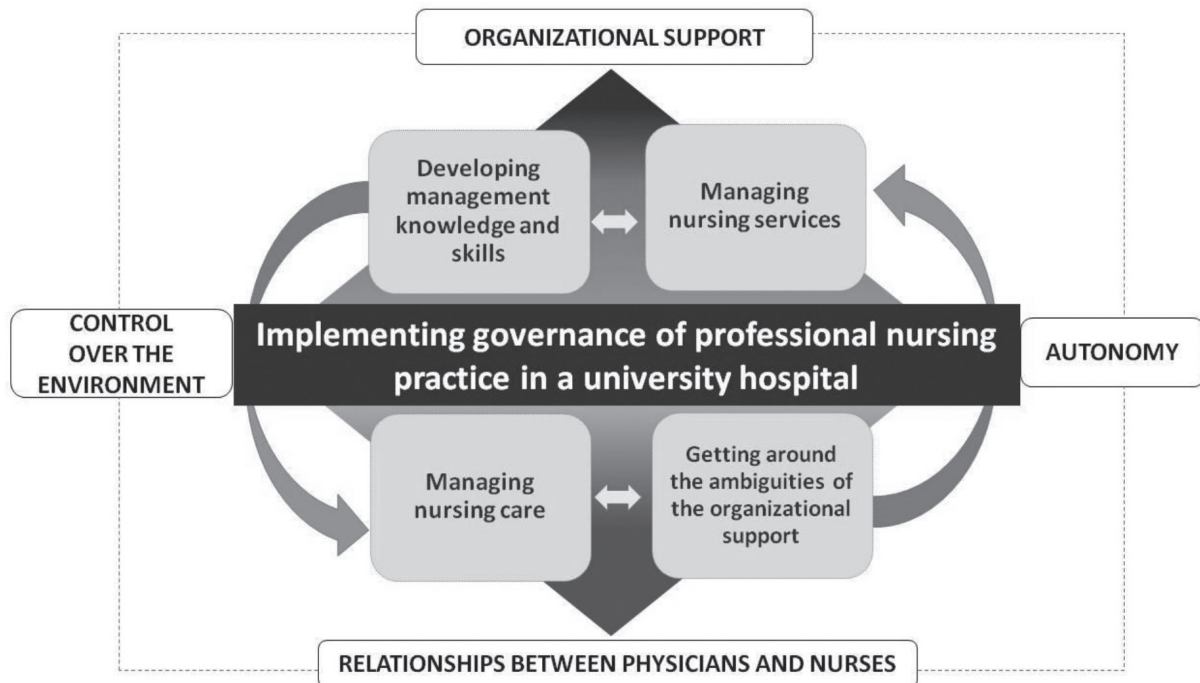 ORGANIZATIONAL SUPPORT
Developing
management
knowledge and
skills
Managing
nursing services
CONTROL
OVER THE
ENVIRONMENT
Implementing governance of professional nursing
practice in a university hospital
AUTONOMY
Managing
nursing care
Getting around
the ambiguities of
the organizational
support
RELATIONSHIPS BETWEEN PHYSICIANS AND NURSES